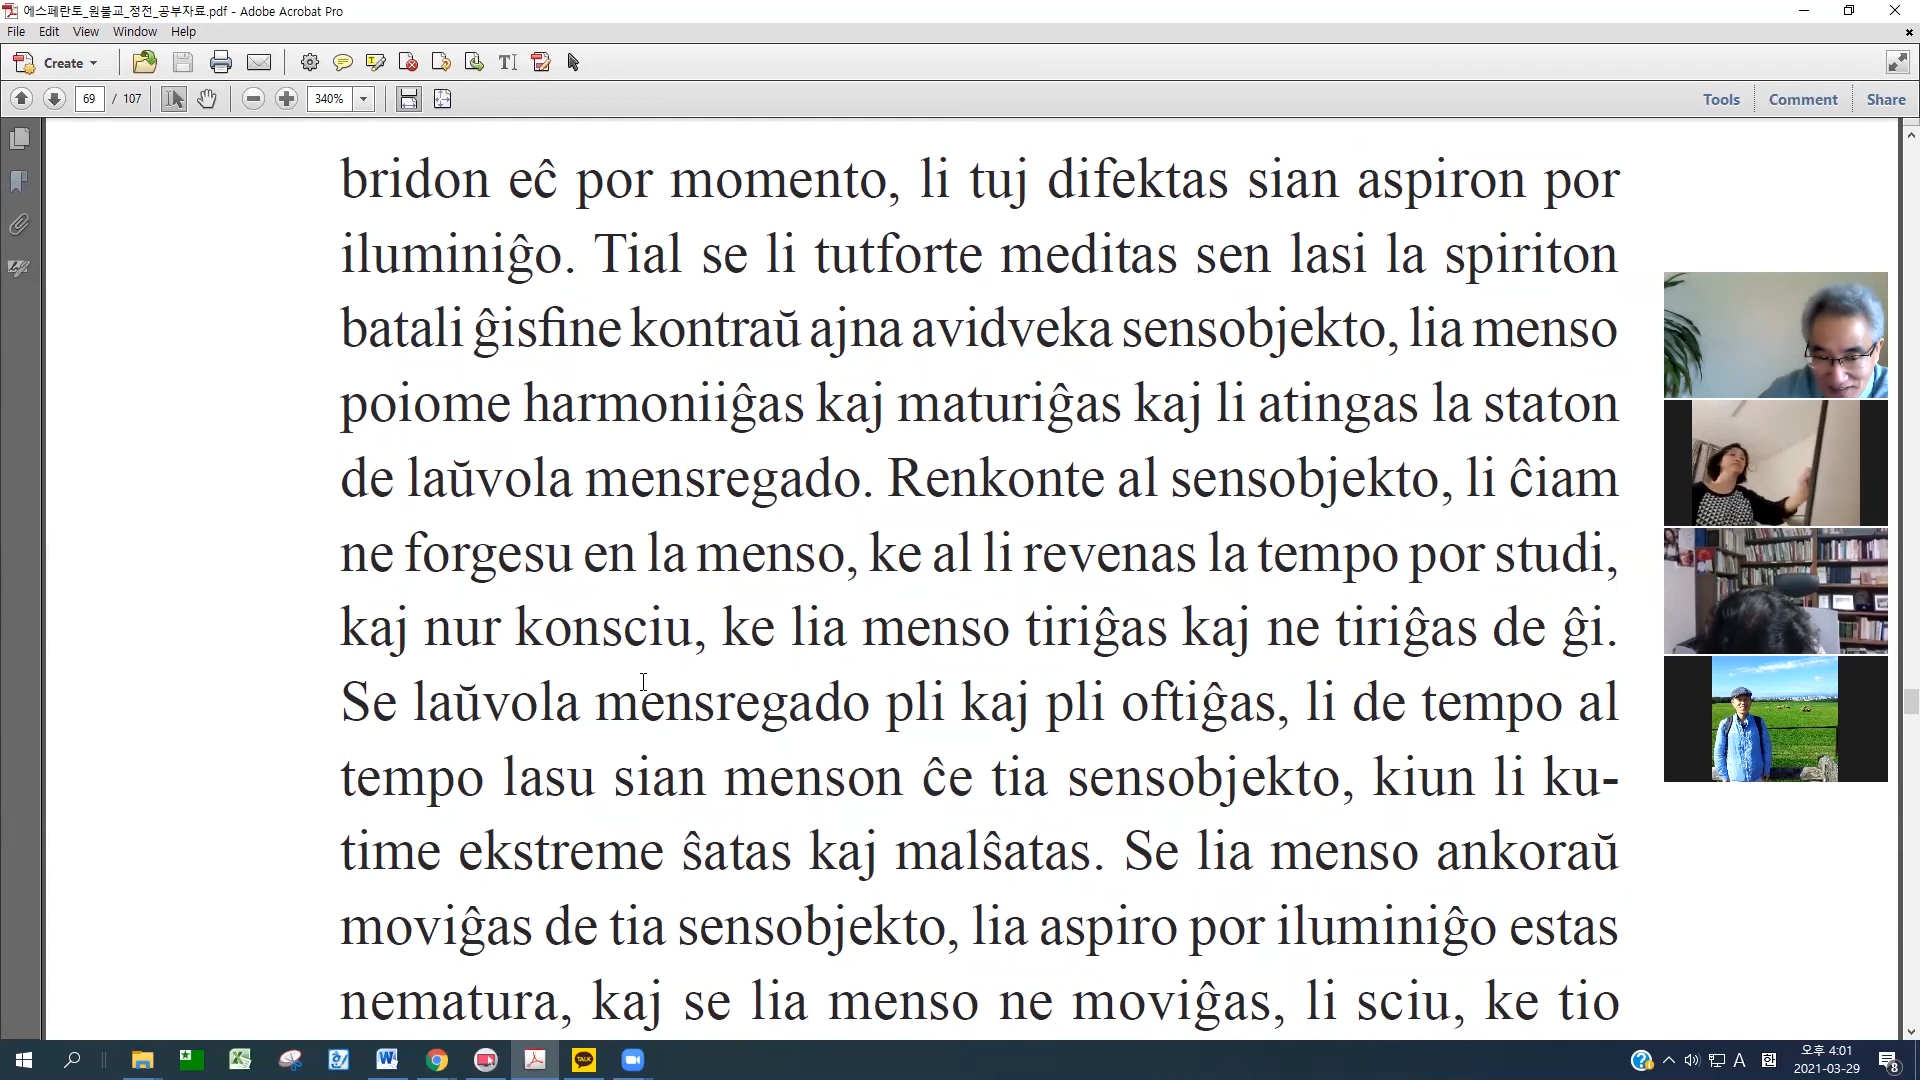 에스페란토_원불교_정전_공부자료.pdf - Adobe Acrobat Pro
File Edit View Window Help
Create
69 / 107 340% Tools Comment Share
bridon eĉ por momento, li tuj difektas sian aspiron por
iluminiĝo. Tial se li tutforte meditas sen lasi la spiriton
batali ĝisfine kontraŭ ajna avidveka sensobjekto, lia menso
poiome harmoniiĝas kaj maturiĝas kaj li atingas la staton
de laŭvola mensregado. Renkonte al sensobjekto, li ĉiam
ne forgesu en la menso, ke al li revenas la tempo por studi,
kaj nur konsciu, ke lia menso tiriĝas kaj ne tiriĝas de ĝi.
Se laŭvola mensregado pli kaj pli oftiĝas, li de tempo al
tempo lasu sian menson ĉe tia sensobjekto, kiun li ku-
time ekstreme ŝatas kaj malŝatas. Se lia menso ankoraŭ
moviĝas de tia sensobjekto, lia aspiro por iluminiĝo estas
nematura, kaj se lia menso ne moviĝas, li sciu, ke tio
TALK
A 한 오후 4:01
2021-03-29
8